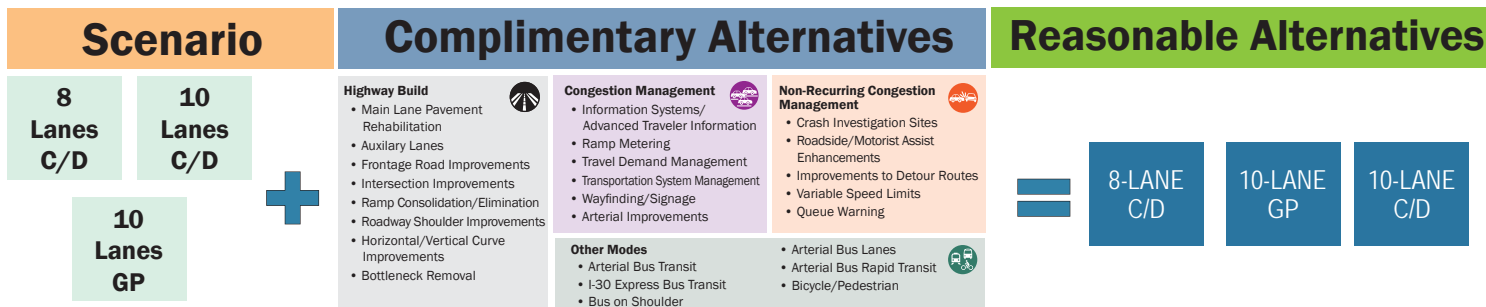 Scenario
8
Lanes
C/D
10
Lanes
C/D
10
Lanes
GP
Complimentary Alternatives
Highway Build
• Main Lane Pavement
Rehabilitation
• Auxilary Lanes
• Frontage Road Improvements
• Intersection Improvements
• Ramp Consolidation/Elimination
• Roadway Shoulder Improvements
• Horizontal/Vertical Curve
Improvements
• Bottleneck Removal
Congestion Management
• Information Systems/
Advanced Traveler Information
• Ramp Metering
• Travel Demand Management
• Transportation System Management
• Wayfinding/Signage
• Arterial Improvements
Non-Recurring Congestion
Management
• Crash Investigation Sites
• Roadside/Motorist Assist
Enhancements
• Improvements to Detour Routes
• Variable Speed Limits
• Queue Warning
Other Modes
• Arterial Bus Transit
• I-30 Express Bus Transit
• Bus on Shoulder
• Arterial Bus Lanes
• Arterial Bus Rapid Transit
• Bicycle/Pedestrian
Reasonable Alternatives
8-LANE
C/D
10-LANE
GP
10-LANE
C/D